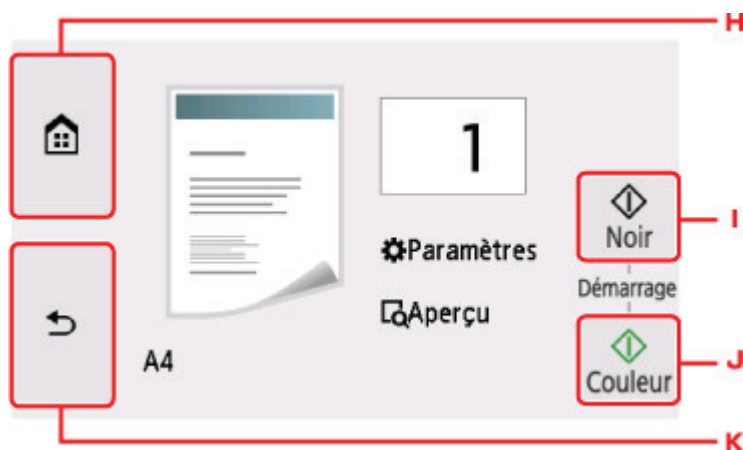 H
1
I
Noir
Paramètres
Démarrage
Aperçu
J
A4
Couleur
K